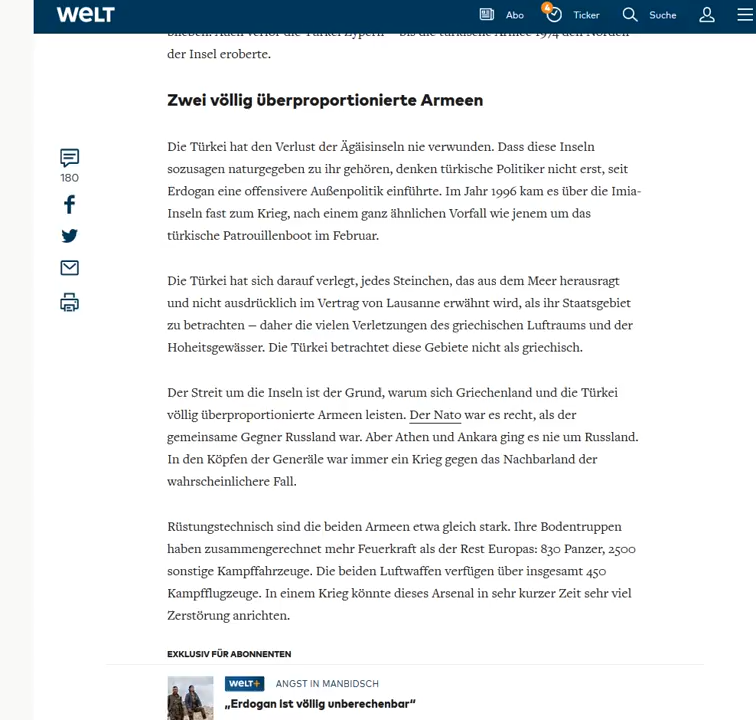 WELT
Abo
4
Ticker
Suche
blieben. Auch verlor die Türkei Zypern – bis die türkische Armee 1974 den Norden
der Insel eroberte.
Zwei völlig überproportionierte Armeen
Die Türkei hat den Verlust der Ägäisinseln nie verwunden. Dass diese Inseln
sozusagen naturgegeben zu ihr gehören, denken türkische Politiker nicht erst, seit
Erdogan eine offensivere Außenpolitik einführte. Im Jahr 1996 kam es über die Imia-
Inseln fast zum Krieg, nach einem ganz ähnlichen Vorfall wie jenem um das
türkische Patrouillenboot im Februar.
180
Die Türkei hat sich darauf verlegt, jedes Steinchen, das aus dem Meer herausragt
und nicht ausdrücklich im Vertrag von Lausanne erwähnt wird, als ihr Staatsgebiet
zu betrachten – daher die vielen Verletzungen des griechischen Luftraums und der
Hoheitsgewässer. Die Türkei betrachtet diese Gebiete nicht als griechisch.
Der Streit um die Inseln ist der Grund, warum sich Griechenland und die Türkei
völlig überproportionierte Armeen leisten. Der Nato war es recht, als der
gemeinsame Gegner Russland war. Aber Athen und Ankara ging es nie um Russland.
In den Köpfen der Generäle war immer ein Krieg gegen das Nachbarland der
wahrscheinlichere Fall.
Rüstungstechnisch sind die beiden Armeen etwa gleich stark. Ihre Bodentruppen
haben zusammengerechnet mehr Feuerkraft als der Rest Europas: 830 Panzer, 2500
sonstige Kampffahrzeuge. Die beiden Luftwaffen verfügen über insgesamt 450
Kampfflugzeuge. In einem Krieg könnte dieses Arsenal in sehr kurzer Zeit sehr viel
Zerstörung anrichten.
EXKLUSIV FÜR ABONNENTEN
WELT+ ANGST IN MANBIDSCH
„Erdogan ist völlig unberechenbar“